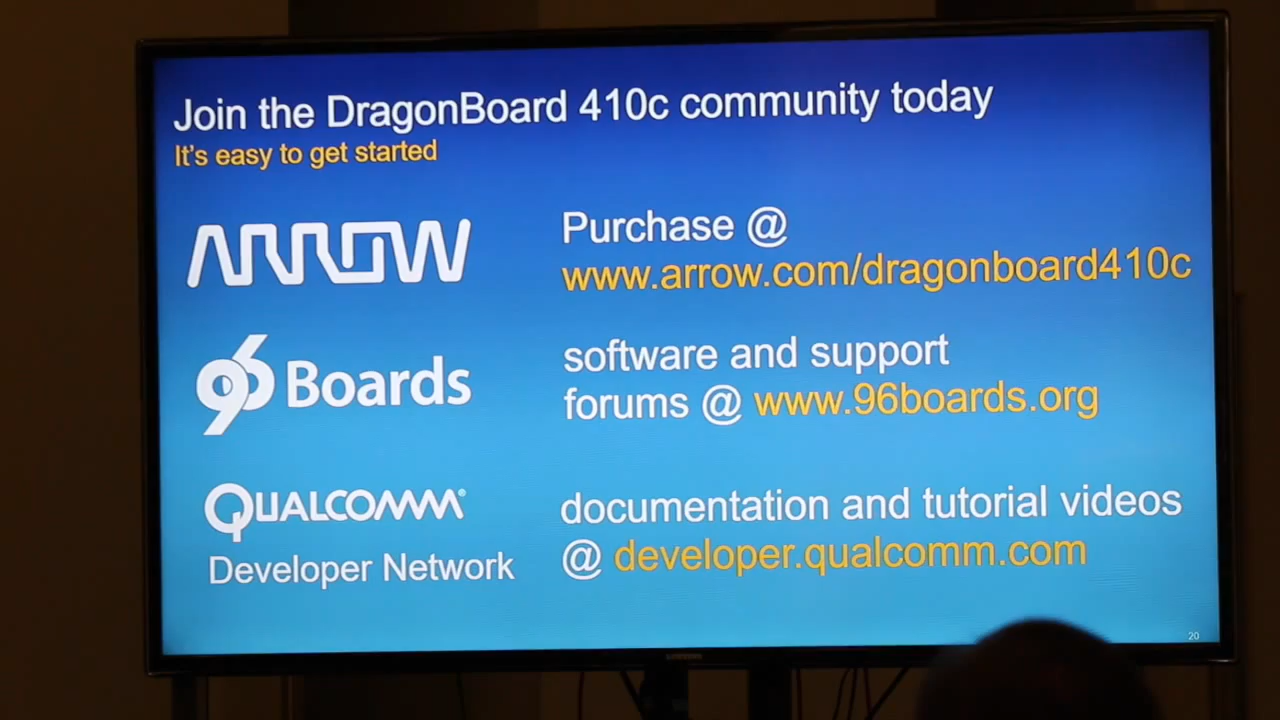 Join the DragonBoard 410c community today
It's easy to get started
ARROW
Purchase @
www.arrow.com/dragonboard410c
96Boards
software and support
forums @ www.96boards.org
QUALCOMM®
Developer Network
documentation and tutorial videos
@ developer.qualcomm.com
20
SAMSUNG